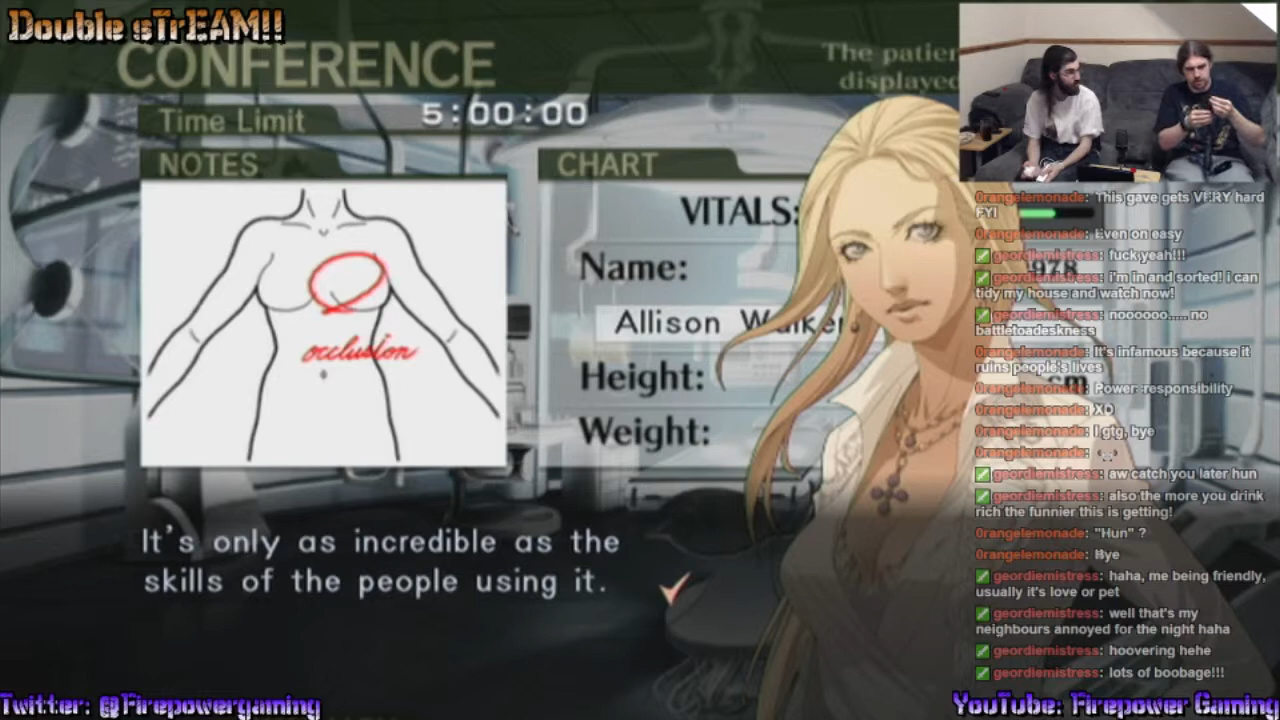 Double sTrEAM!!
CONFERENCE
The patien
displayed
Time Limit
5:00:00
NOTES
CHART
VITALS:
Name:
Allison Walker
Height:
Weight:
occlusion
It's only as incredible as the
skills of the people using it.
0rangelemonade: This gave gets VERY hard
FYI
0rangelemonade: Even on easy
geordiemistress: fuckyeah!!!
geordiemistress: i'm in and sorted! i can
tidy my house and watch now!
geordiemistress: nooooo..... no
battletoadeskness
0rangelemonade: It's infamous because it
ruins people's lives
0rangelemonade: Power responsibility
0rangelemonade: XD
0rangelemonade: I gtg, bye
0rangelemonade:
geordiemistress: aw catch you later hun
geordiemistress: also the more you drink
rich the funnier this is getting!
0rangelemonade: "Hun" ?
0rangelemonade: Bye
geordiemistress: haha, me being friendly,
usually it's love or pet
geordiemistress: well that's my
neighbours annoyed for the night haha
geordiemistress: hoovering hehe
geordiemistress: lots of boobage!!!
Twitter: @Firepowergaming
YouTube: Firepower Gaming